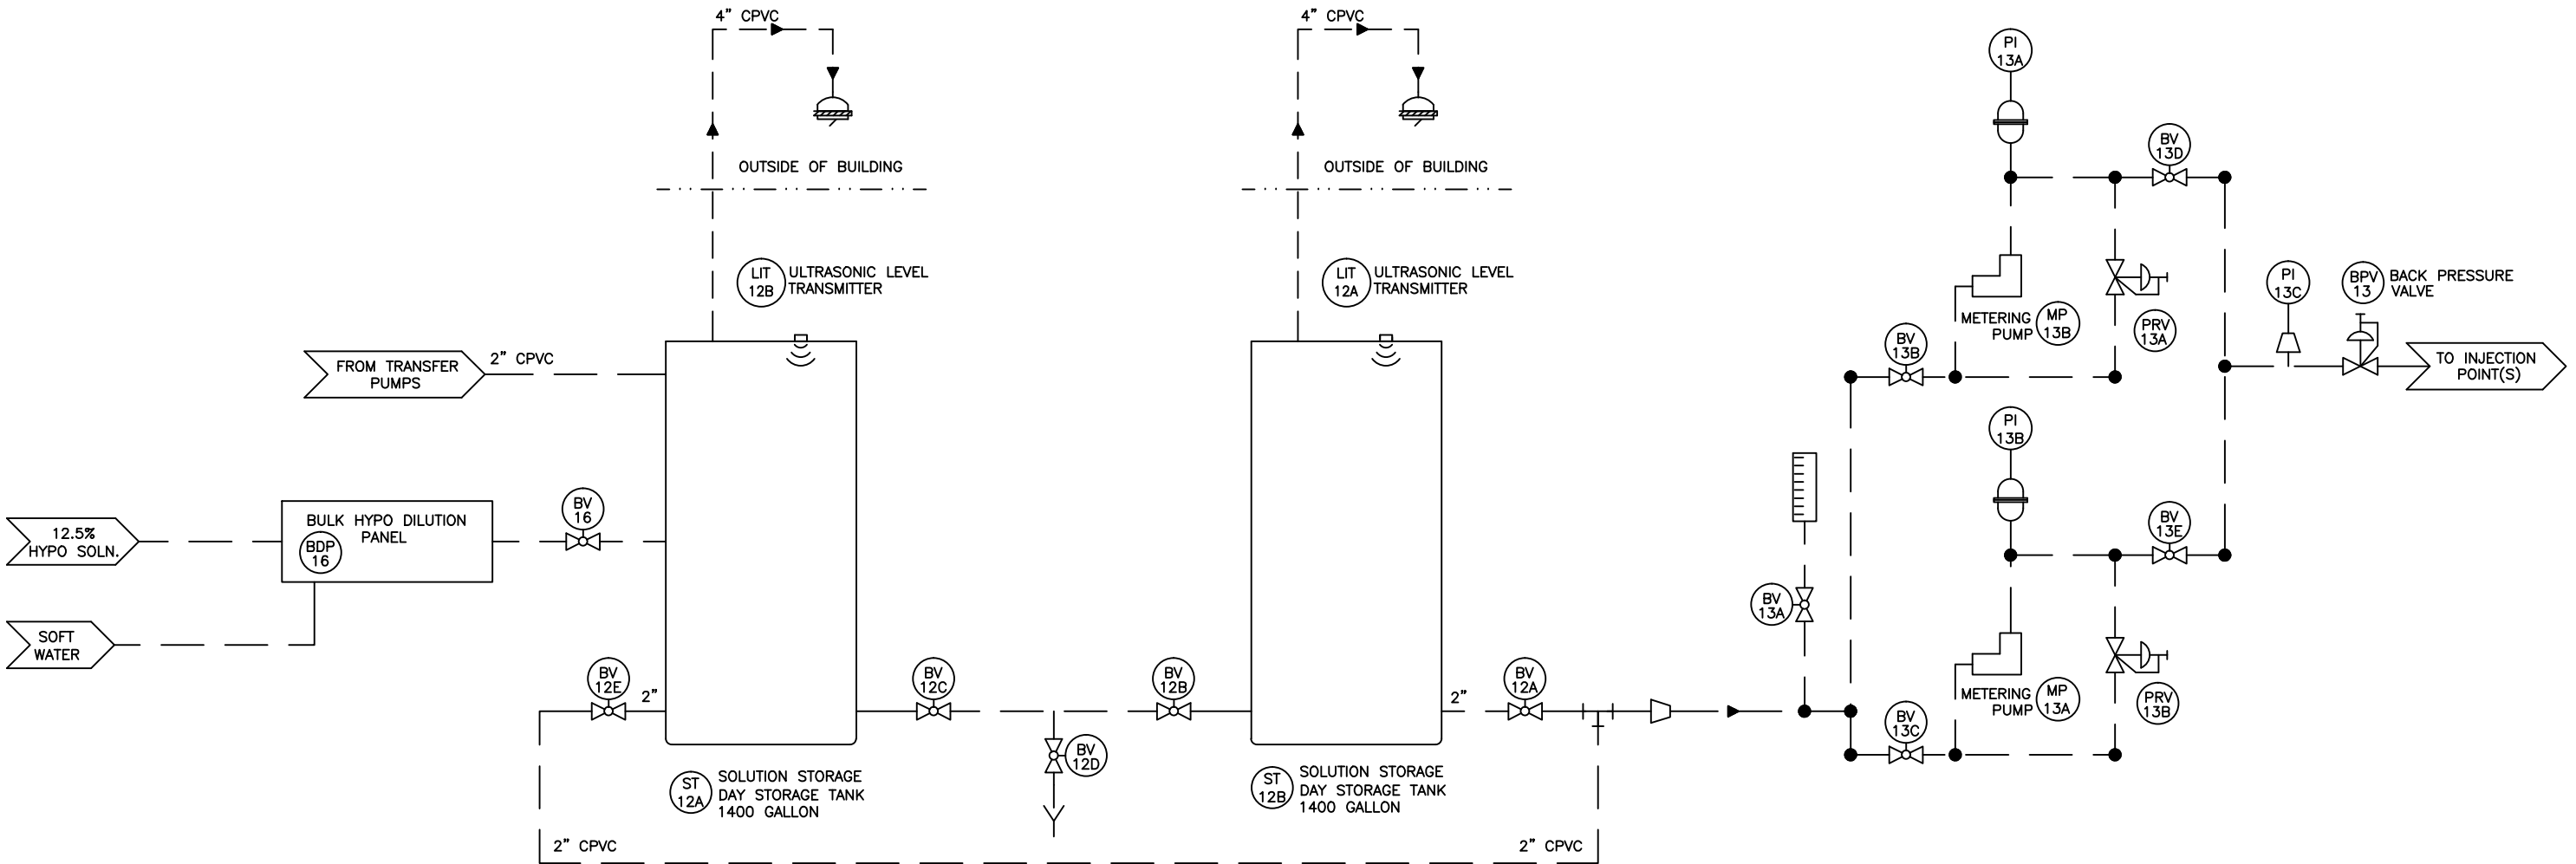 4” CPVC
4” CPVC
PI
13A
BV
13D
OUTSIDE OF BUILDING
OUTSIDE OF BUILDING
LIT
12B
ULTRASONIC LEVEL
TRANSMITTER
LIT
12A
ULTRASONIC LEVEL
TRANSMITTER
PI
13C
BPV
13
BACK PRESSURE
VALVE
METERING
PUMP
MP
13B
PRV
13A
BV
13B
FROM TRANSFER
PUMPS
2” CPVC
TO INJECTION
POINT(S)
PI
13B
BV
16
BULK HYPO DILUTION
PANEL
BDP
16
12.5%
HYPO SOLN.
BV
13E
BV
13A
SOFT
WATER
BV
12E
2”
BV
12C
BV
12B
2”
BV
12A
METERING
PUMP
MP
13A
PRV
13B
BV
13C
BV
12D
ST
12A
SOLUTION STORAGE
DAY STORAGE TANK
1400 GALLON
ST
12B
SOLUTION STORAGE
DAY STORAGE TANK
1400 GALLON
2” CPVC
2” CPVC